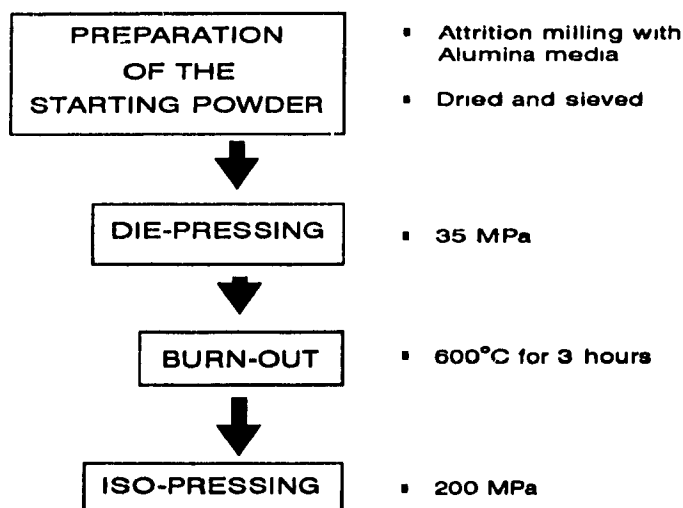 PREPARATION
OF THE
STARTING POWDER
▪ Attrition milling with
Alumina media
▪ Dried and sieved
DIE-PRESSING
▪ 35 MPa
BURN-OUT
▪ 600°C for 3 hours
ISO-PRESSING
▪ 200 MPa